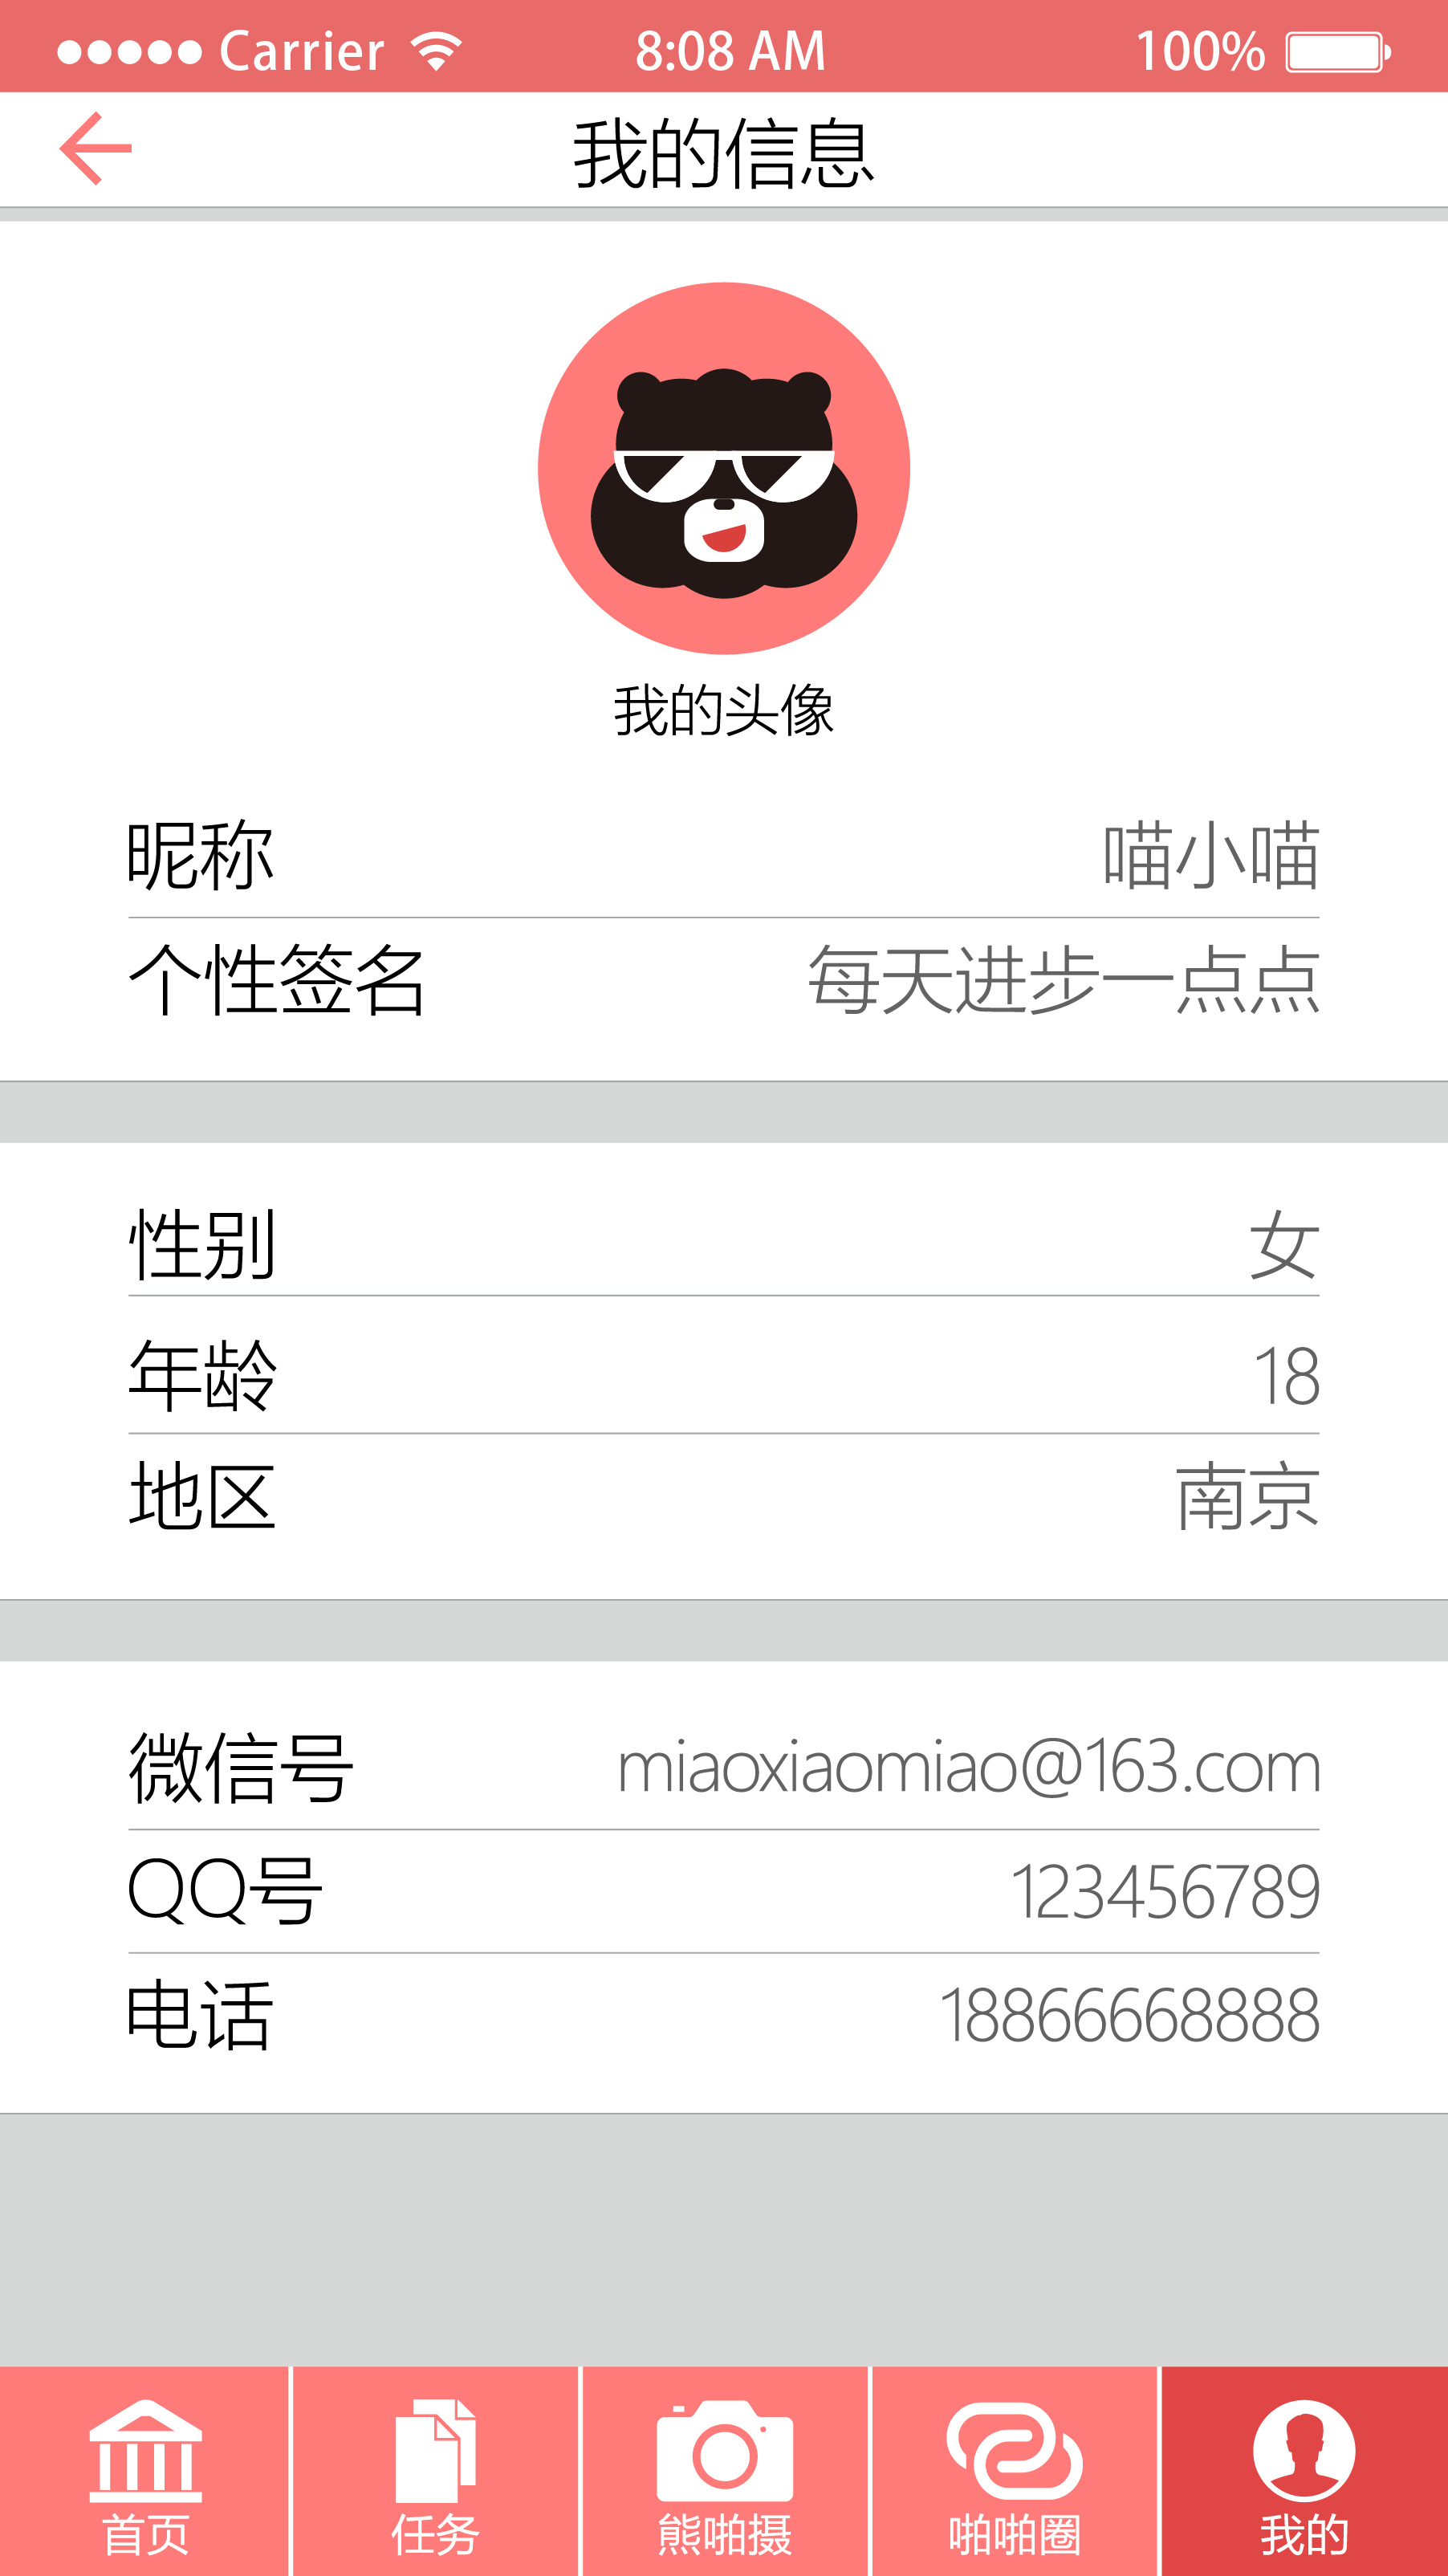 Carrier 8:08 AM 100%
我的信息
我的头像
昵称 喵小喵
个性签名 每天进步一点点
性别 女
年龄 18
地区 南京
微信号 miaoxiaomiao@163.com
QQ号 123456789
电话 18866668888
首页 任务 熊啪摄 啪啪圈 我的